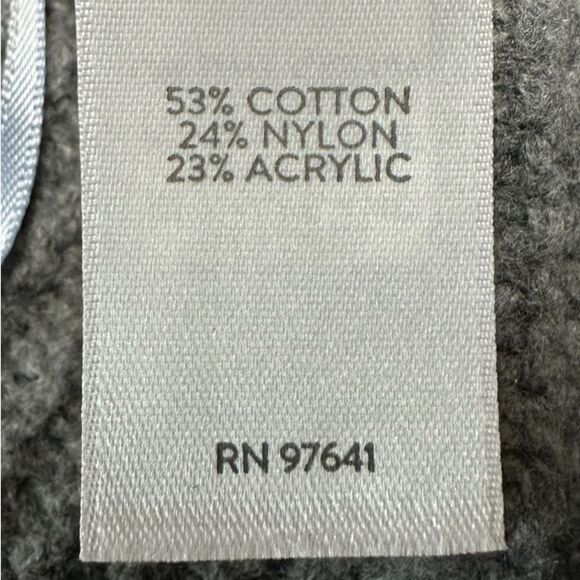 53% COTTON
24% NYLON
23% ACRYLIC
RN 97641